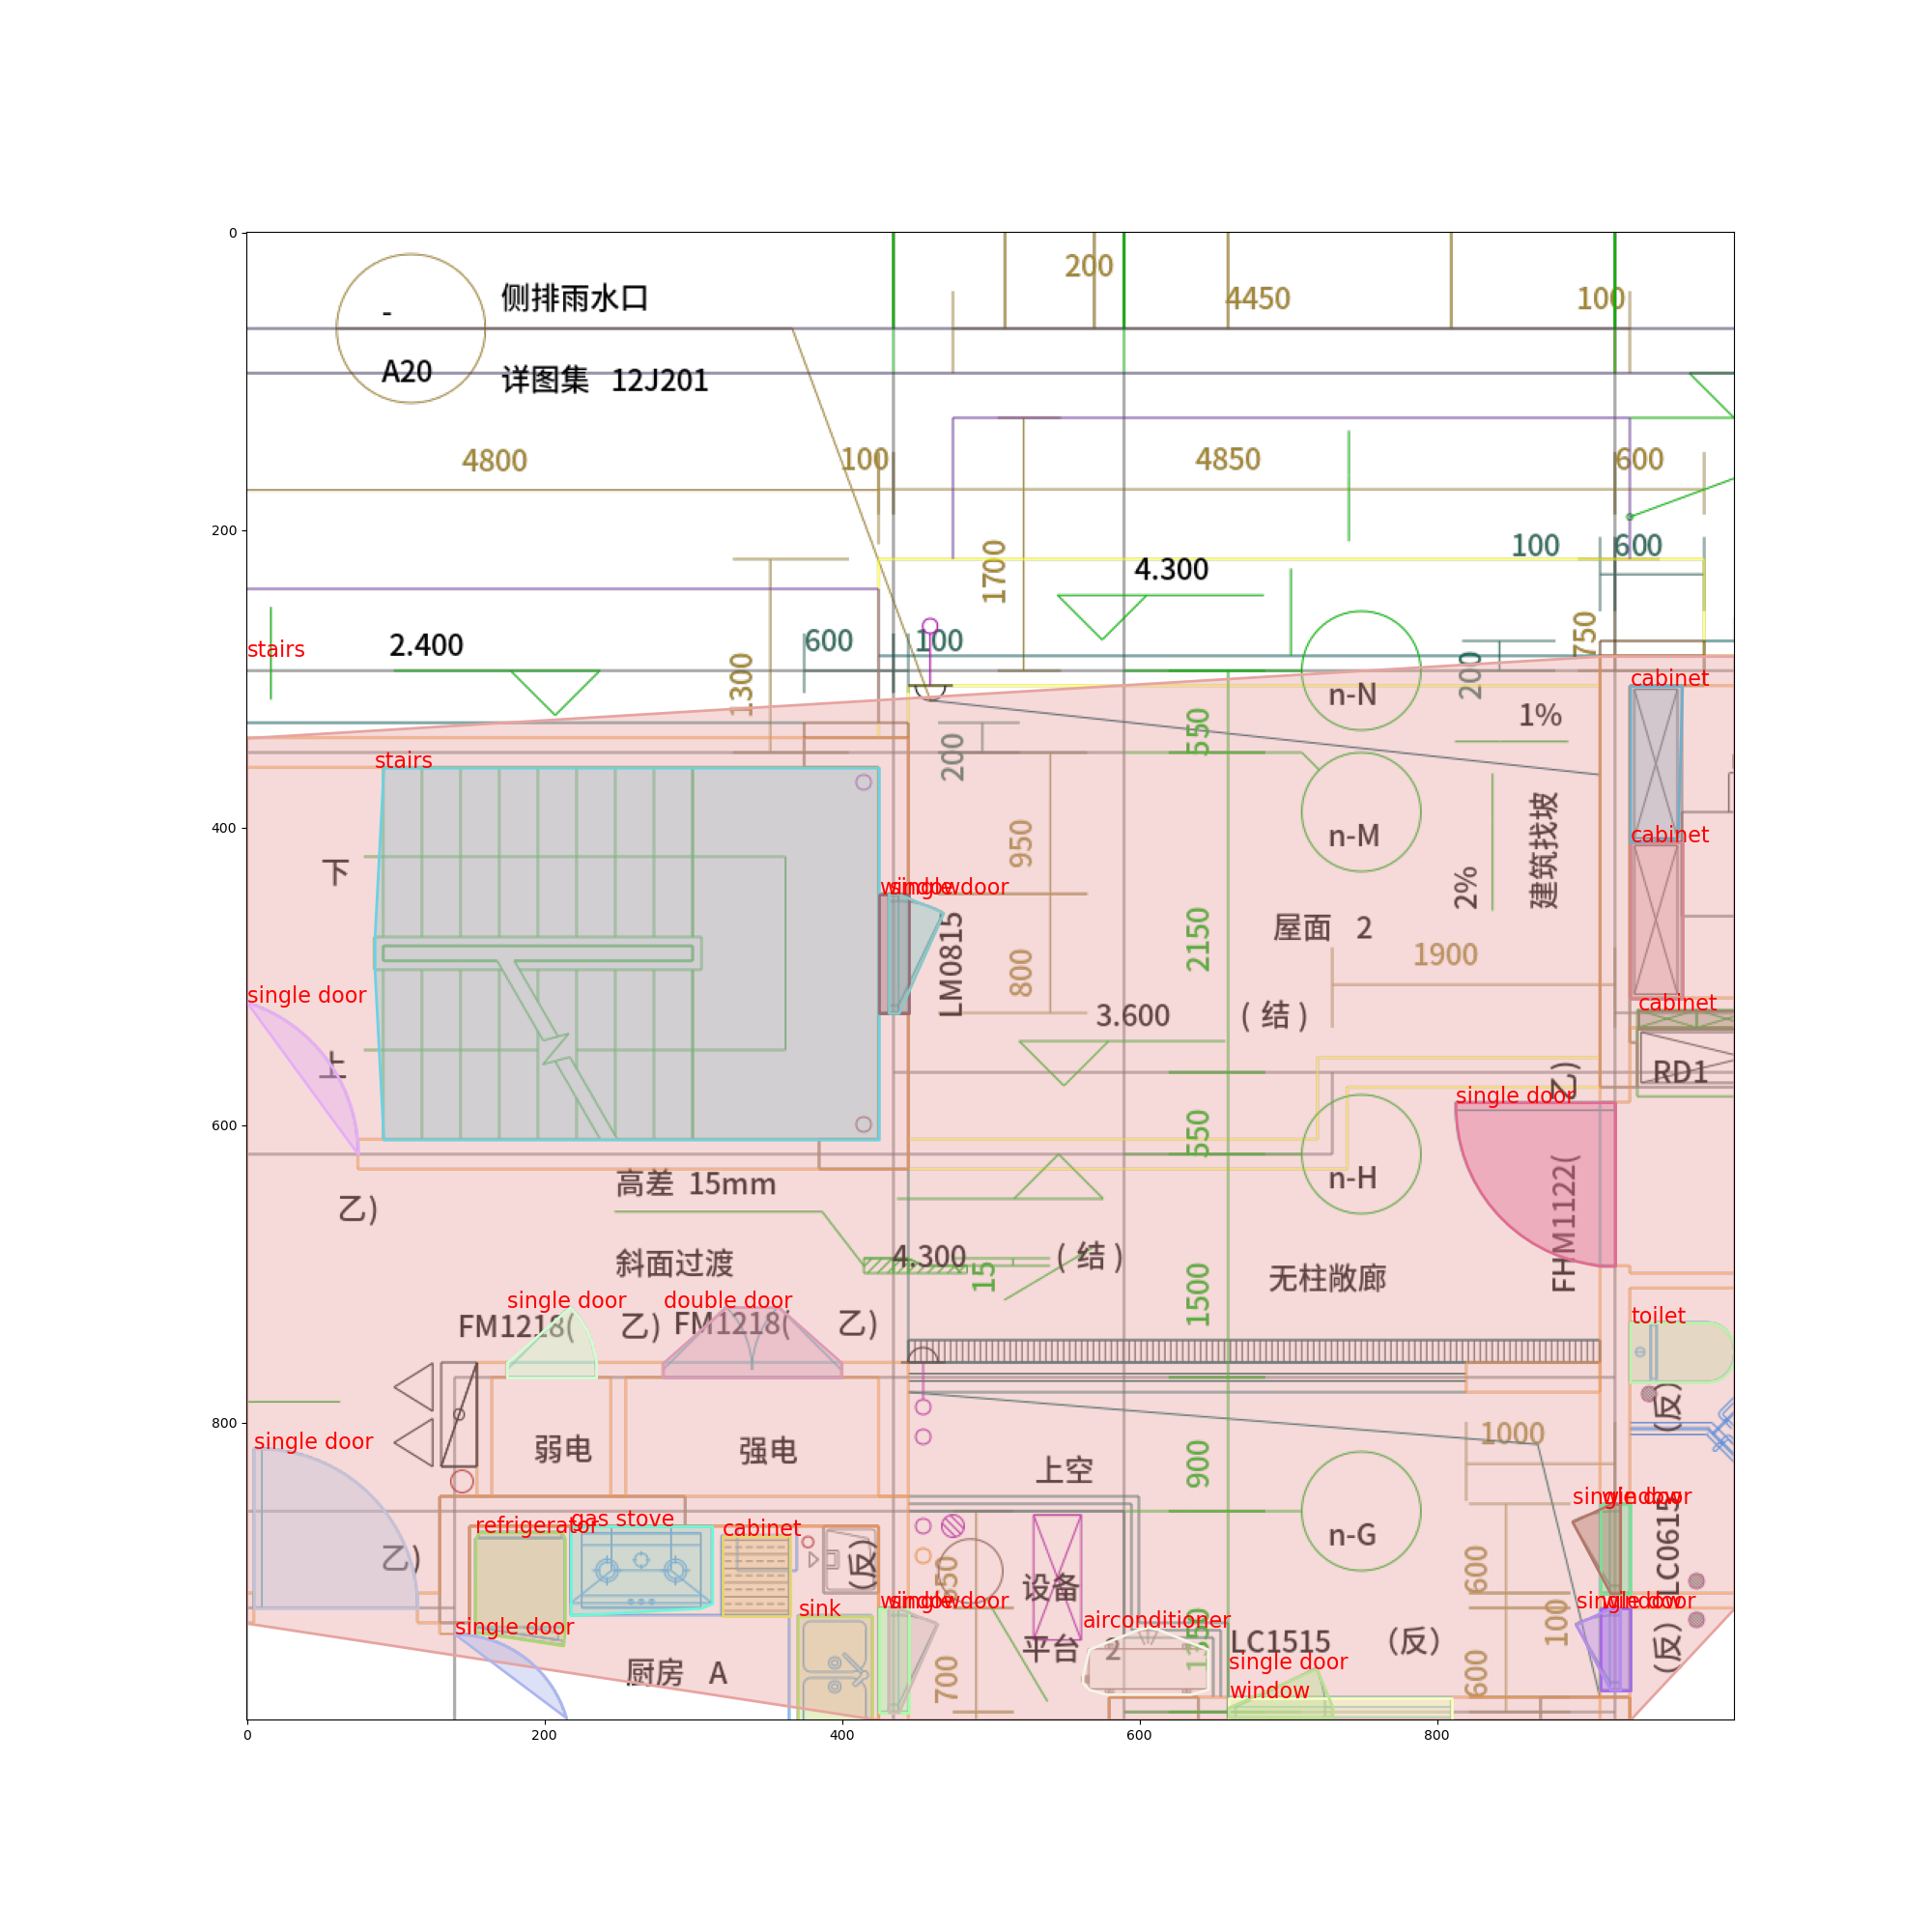 0
200
4450
100
-
侧排雨水口
A20
详图集 12J201
4800
100
4850
600
200
1700
4.300
100
600
750
stairs
2.400
600
100
1300
200
cabinet
n-N
1%
550
stairs
200
400
n-M
cabinet
950
建筑找坡
下
window
single door
2%
LM0815
2150
屋面 2
1900
800
single door
3.600
(结)
cabinet
上
乙)
RD1
single door
600
550
高差 15mm
n-H
FHM1122(
乙)
斜面过渡
4.300
(结)
15
无柱敞廊
1500
single door
double door
toilet
FM1218(
乙)
FM1218(
乙)
(反)
800
single door
弱电
强电
上空
900
1000
single door
window
refrigerator
gas stove
cabinet
n-G
LC0615
乙)
(反)
设备
600
single door
sink
window
single door
single door
window
airconditioner
平台 2
LC1515
(反)
100
(反)
厨房 A
700
single door
600
window
0
200
400
600
800